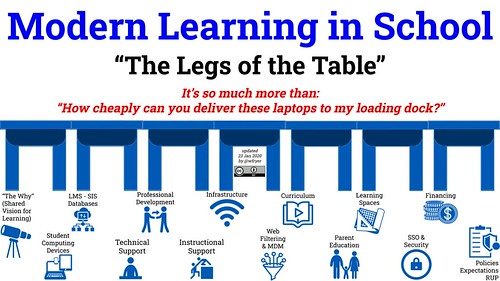 Modern Learning in School
“The Legs of the Table”
It’s so much more than:
“How cheaply can you deliver these laptops to my loading dock?”
updated
23 Jan 2020
by @wfryer
“The Why”
(Shared
Vision for
Learning)
LMS - SIS
Databases
Professional
Development
Infrastructure
Curriculum
Learning
Spaces
Financing
Student
Computing
Devices
Technical
Support
Instructional
Support
Web
Filtering
& MDM
Parent
Education
SSO &
Security
Policies
Expectations
RUP